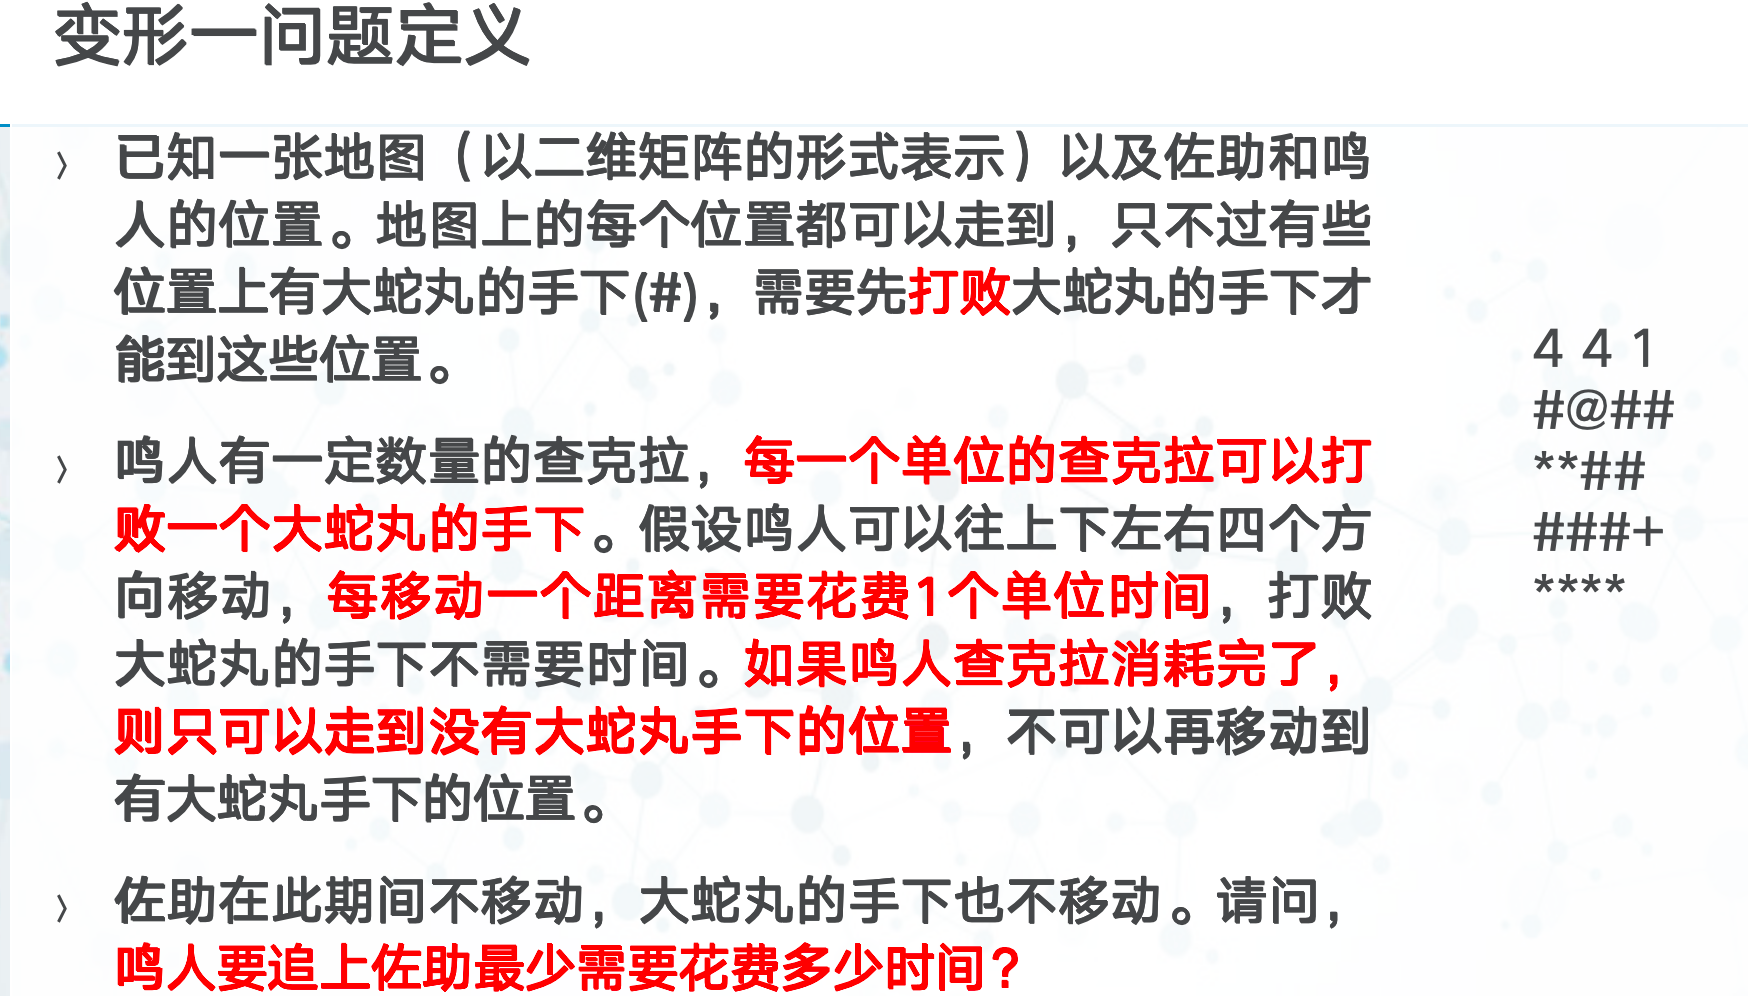 变形一问题定义
已知一张地图（以二维矩阵的形式表示）以及佐助和鸣
人的位置。地图上的每个位置都可以走到，只不过有些
位置上有大蛇丸的手下(#)，需要先打败大蛇丸的手下才
能到这些位置。
鸣人有一定数量的查克拉，每一个单位的查克拉可以打
败一个大蛇丸的手下。假设鸣人可以往上下左右四个方
向移动，每移动一个距离需要花费1个单位时间，打败
大蛇丸的手下不需要时间。如果鸣人查克拉消耗完了，
则只可以走到没有大蛇丸手下的位置，不可以再移动到
有大蛇丸手下的位置。
佐助在此期间不移动，大蛇丸的手下也不移动。请问，
鸣人要追上佐助最少需要花费多少时间？
4 4 1
#@##
**##
###+
****